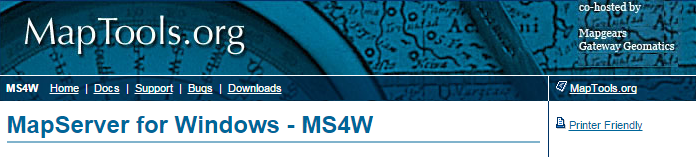 MapTools.org
co-hosted by
Mapgears
Gateway Geomatics
MS4W Home | Docs | Support | Bugs | Downloads
MapTools.org
MapServer for Windows - MS4W
Printer Friendly